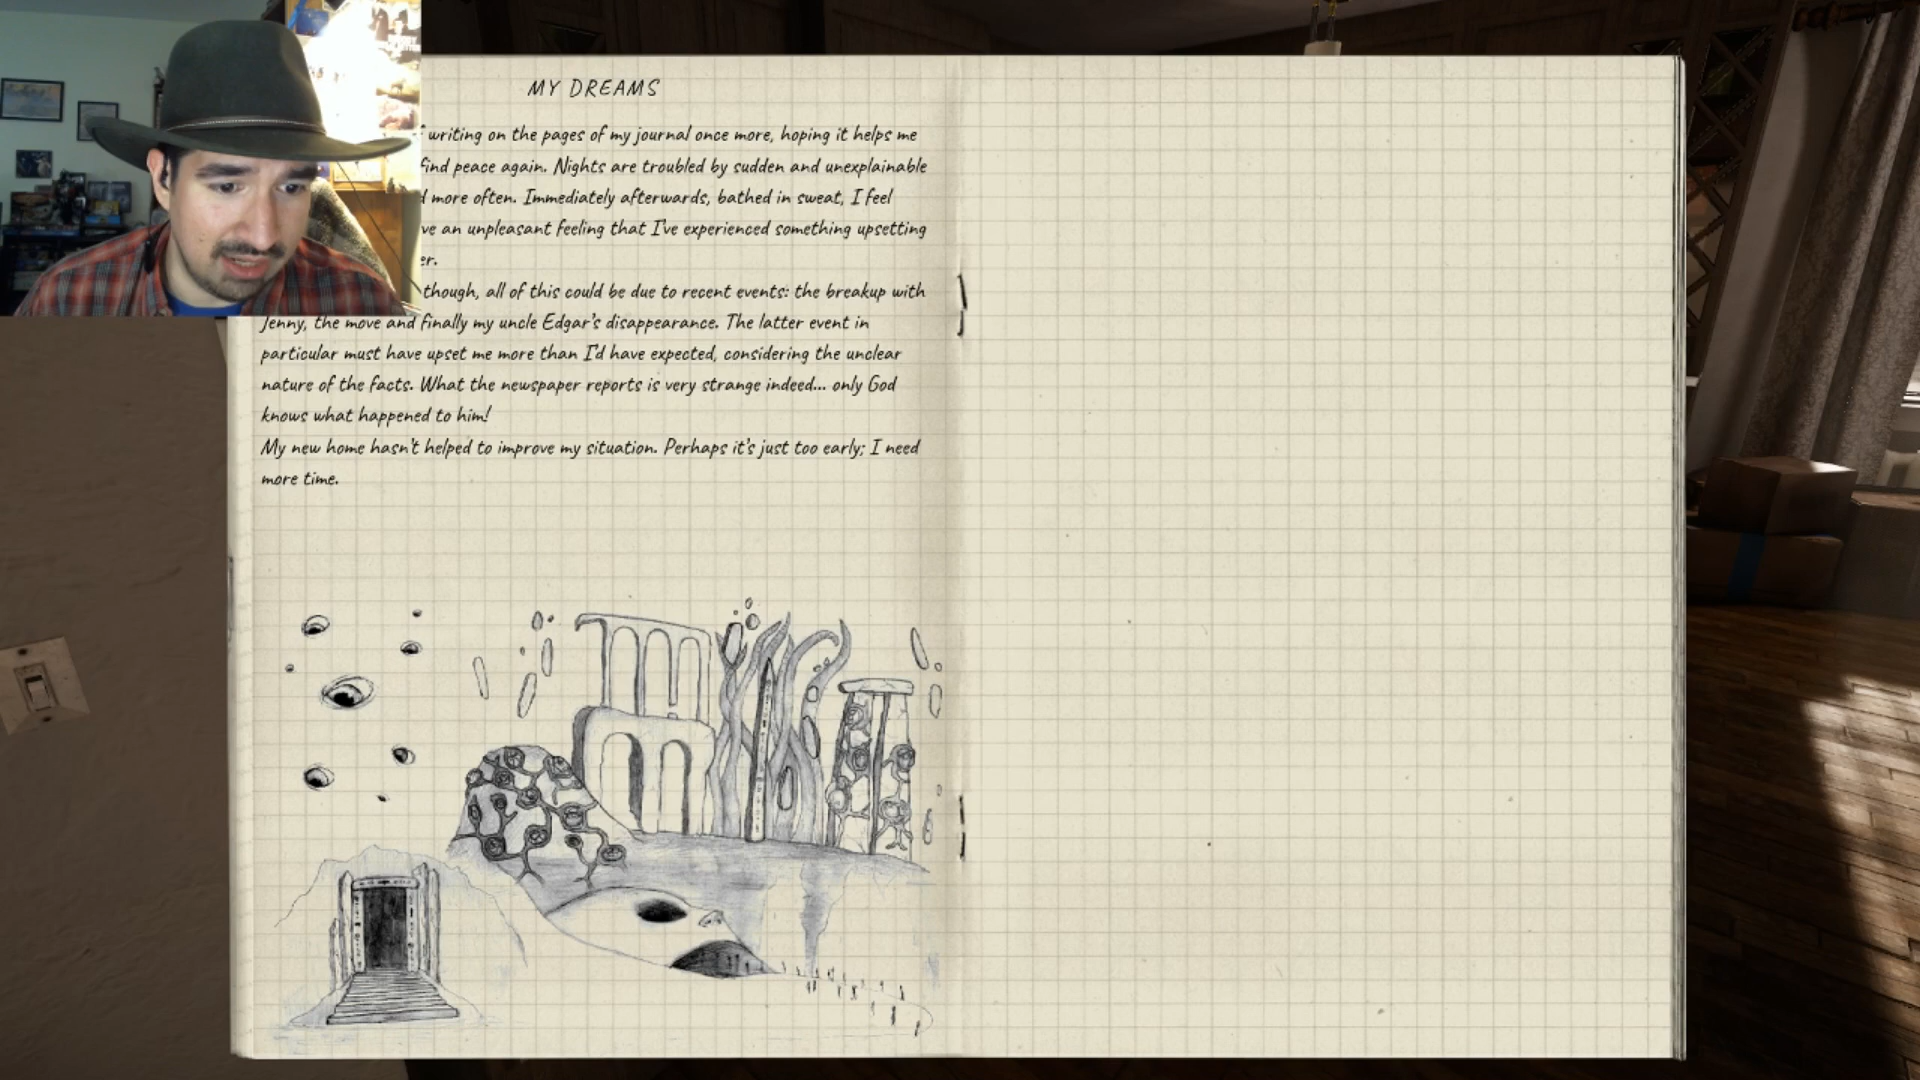 MY DREAMS
writing on the pages of my journal once more, hoping it helps me
find peace again. Nights are troubled by sudden and unexplainable
more often. Immediately afterwards, bathed in sweat, I feel
an unpleasant feeling that I've experienced something upsetting
though, all of this could be due to recent events: the breakup with
Jenny, the move and finally my uncle Edgar's disappearance. The latter event in
particular must have upset me more than I'd have expected, considering the unclear
nature of the facts. What the newspaper reports is very strange indeed... only God
knows what happened to him!
My new home hasn't helped to improve my situation. Perhaps it's just too early; I need
more time.